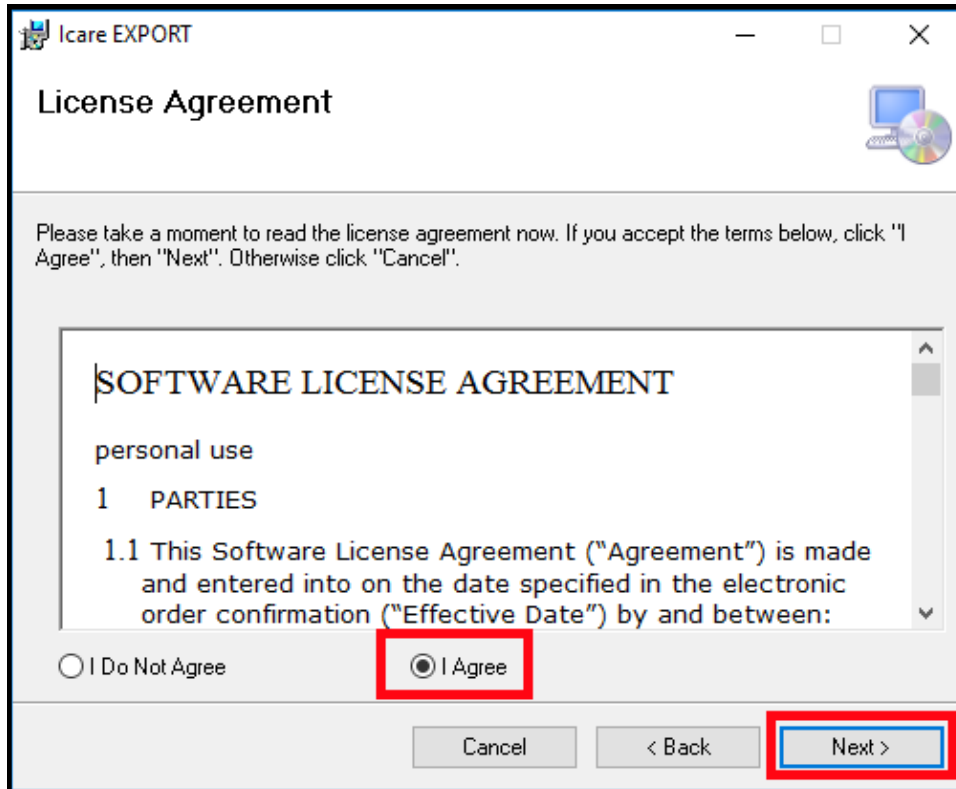 Icare EXPORT
License Agreement
Please take a moment to read the license agreement now. If you accept the terms below, click "I
Agree", then "Next". Otherwise click "Cancel".
SOFTWARE LICENSE AGREEMENT
personal use
1 PARTIES
1.1 This Software License Agreement (“Agreement”) is made
and entered into on the date specified in the electronic
order confirmation (“Effective Date”) by and between:
I Do Not Agree
I Agree
Cancel
< Back
Next >